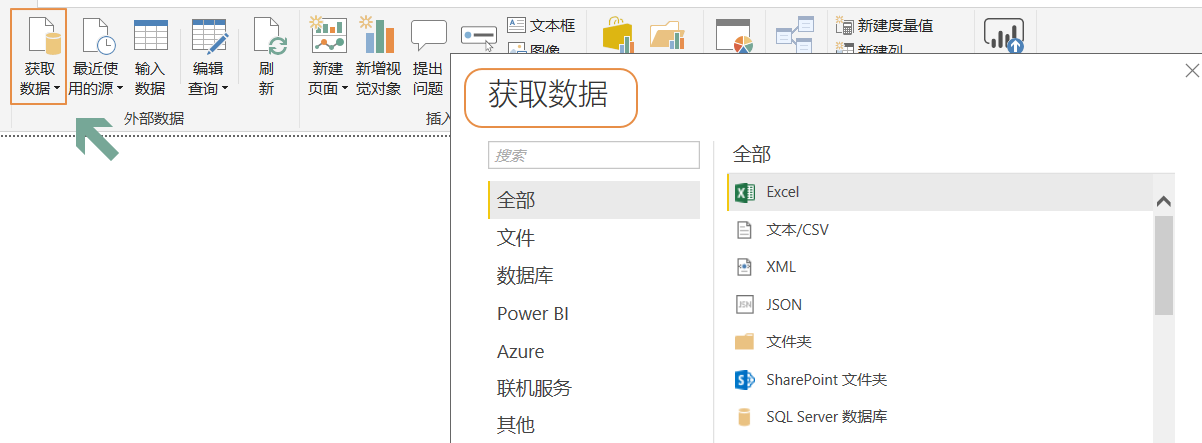 获取 最近使 输入 编辑 刷 新建 新增视 提出 文本框 新建度量值
数据 用的源 数据 查询 新 页面 觉对象 问题 图像 新建列
外部数据 插入
获取数据
搜索
全部
文件
数据库
Power BI
Azure
联机服务
其他
全部
Excel
文本/CSV
XML
JSON
文件夹
SharePoint 文件夹
SQL Server 数据库